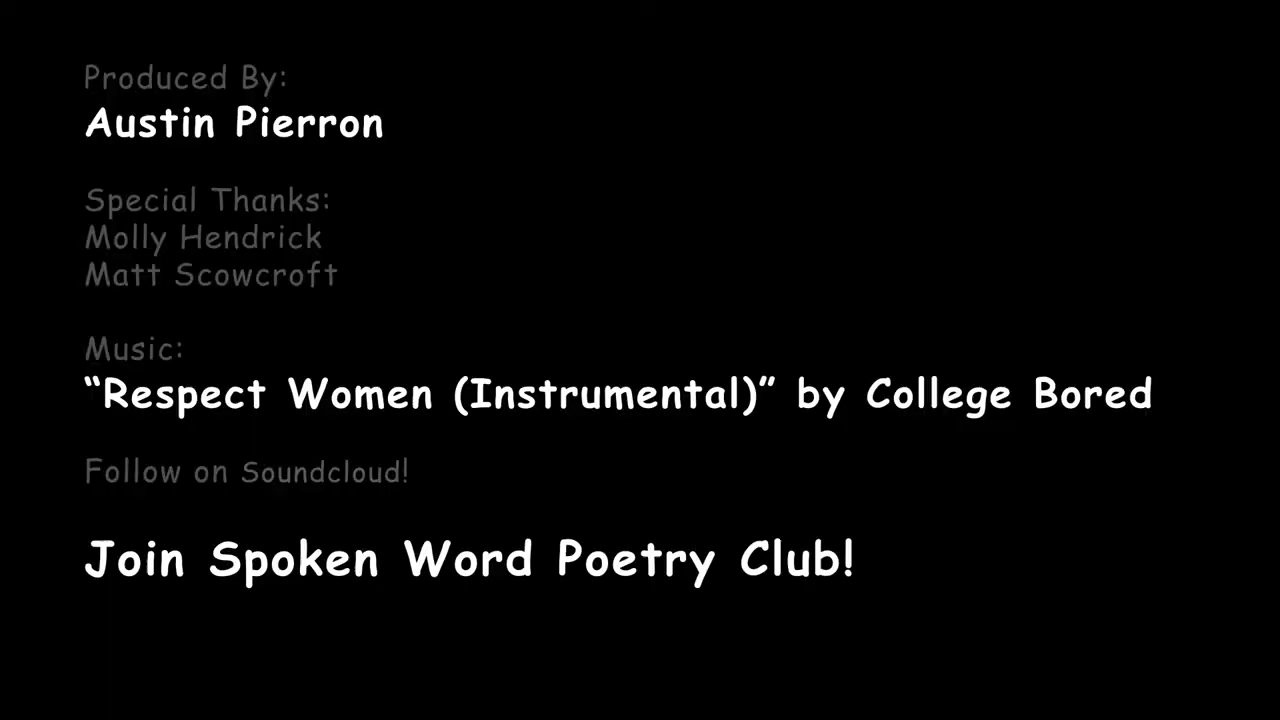 Produced By:
Austin Pierron
Special Thanks:
Molly Hendrick
Matt Scowcroft
Music:
“Respect Women (Instrumental)” by College Bored
Follow on Soundcloud!
Join Spoken Word Poetry Club!